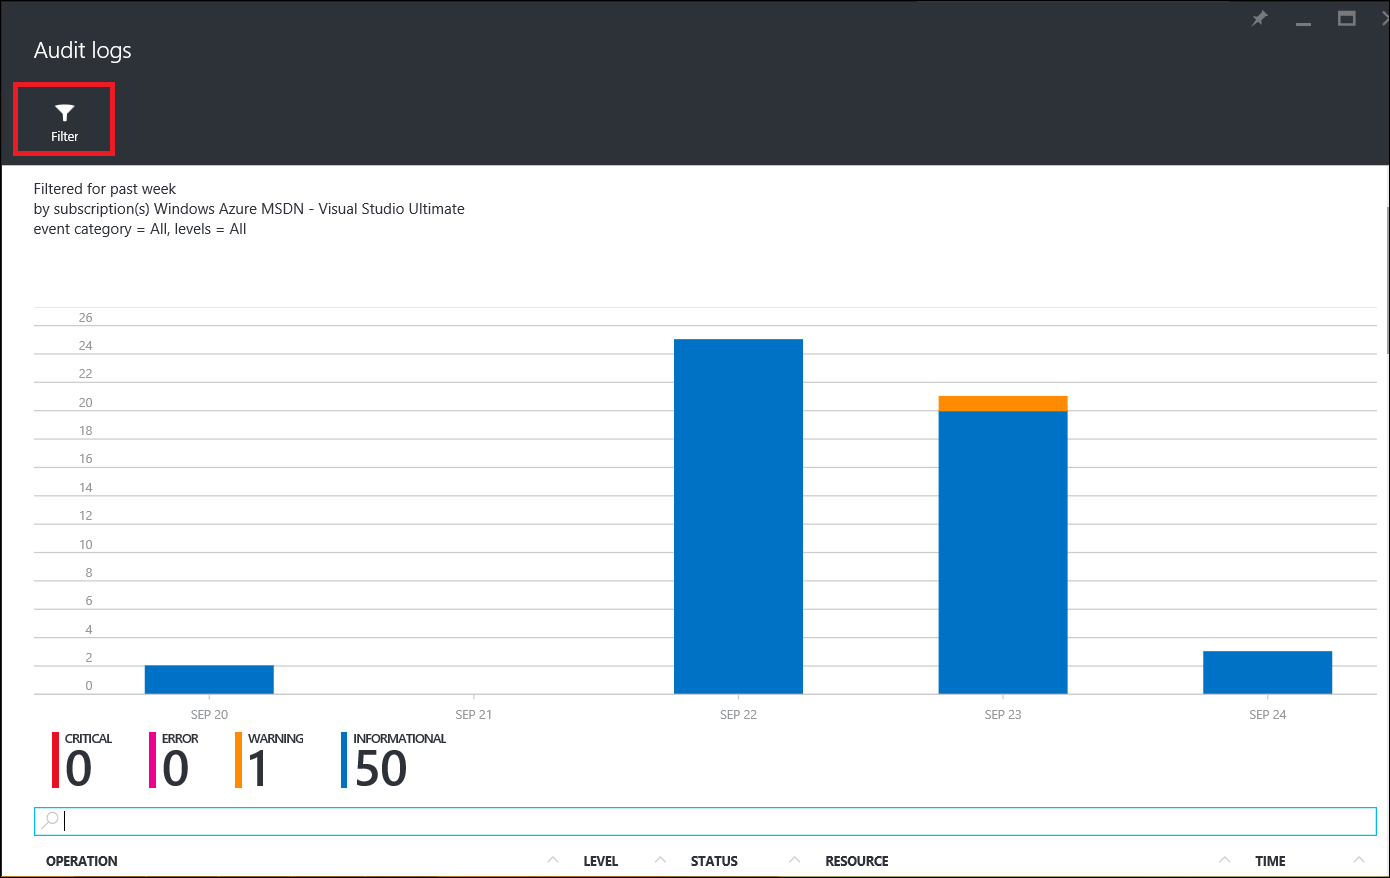 Audit logs
Filter
Filtered for past week
by subscription(s) Windows Azure MSDN - Visual Studio Ultimate
event category = All, levels = All
26
24
22
20
18
16
14
12
10
8
6
4
2
0
SEP 20 SEP 21 SEP 22 SEP 23 SEP 24
CRITICAL ERROR WARNING INFORMATIONAL
0 0 1 50
OPERATION LEVEL STATUS RESOURCE TIME